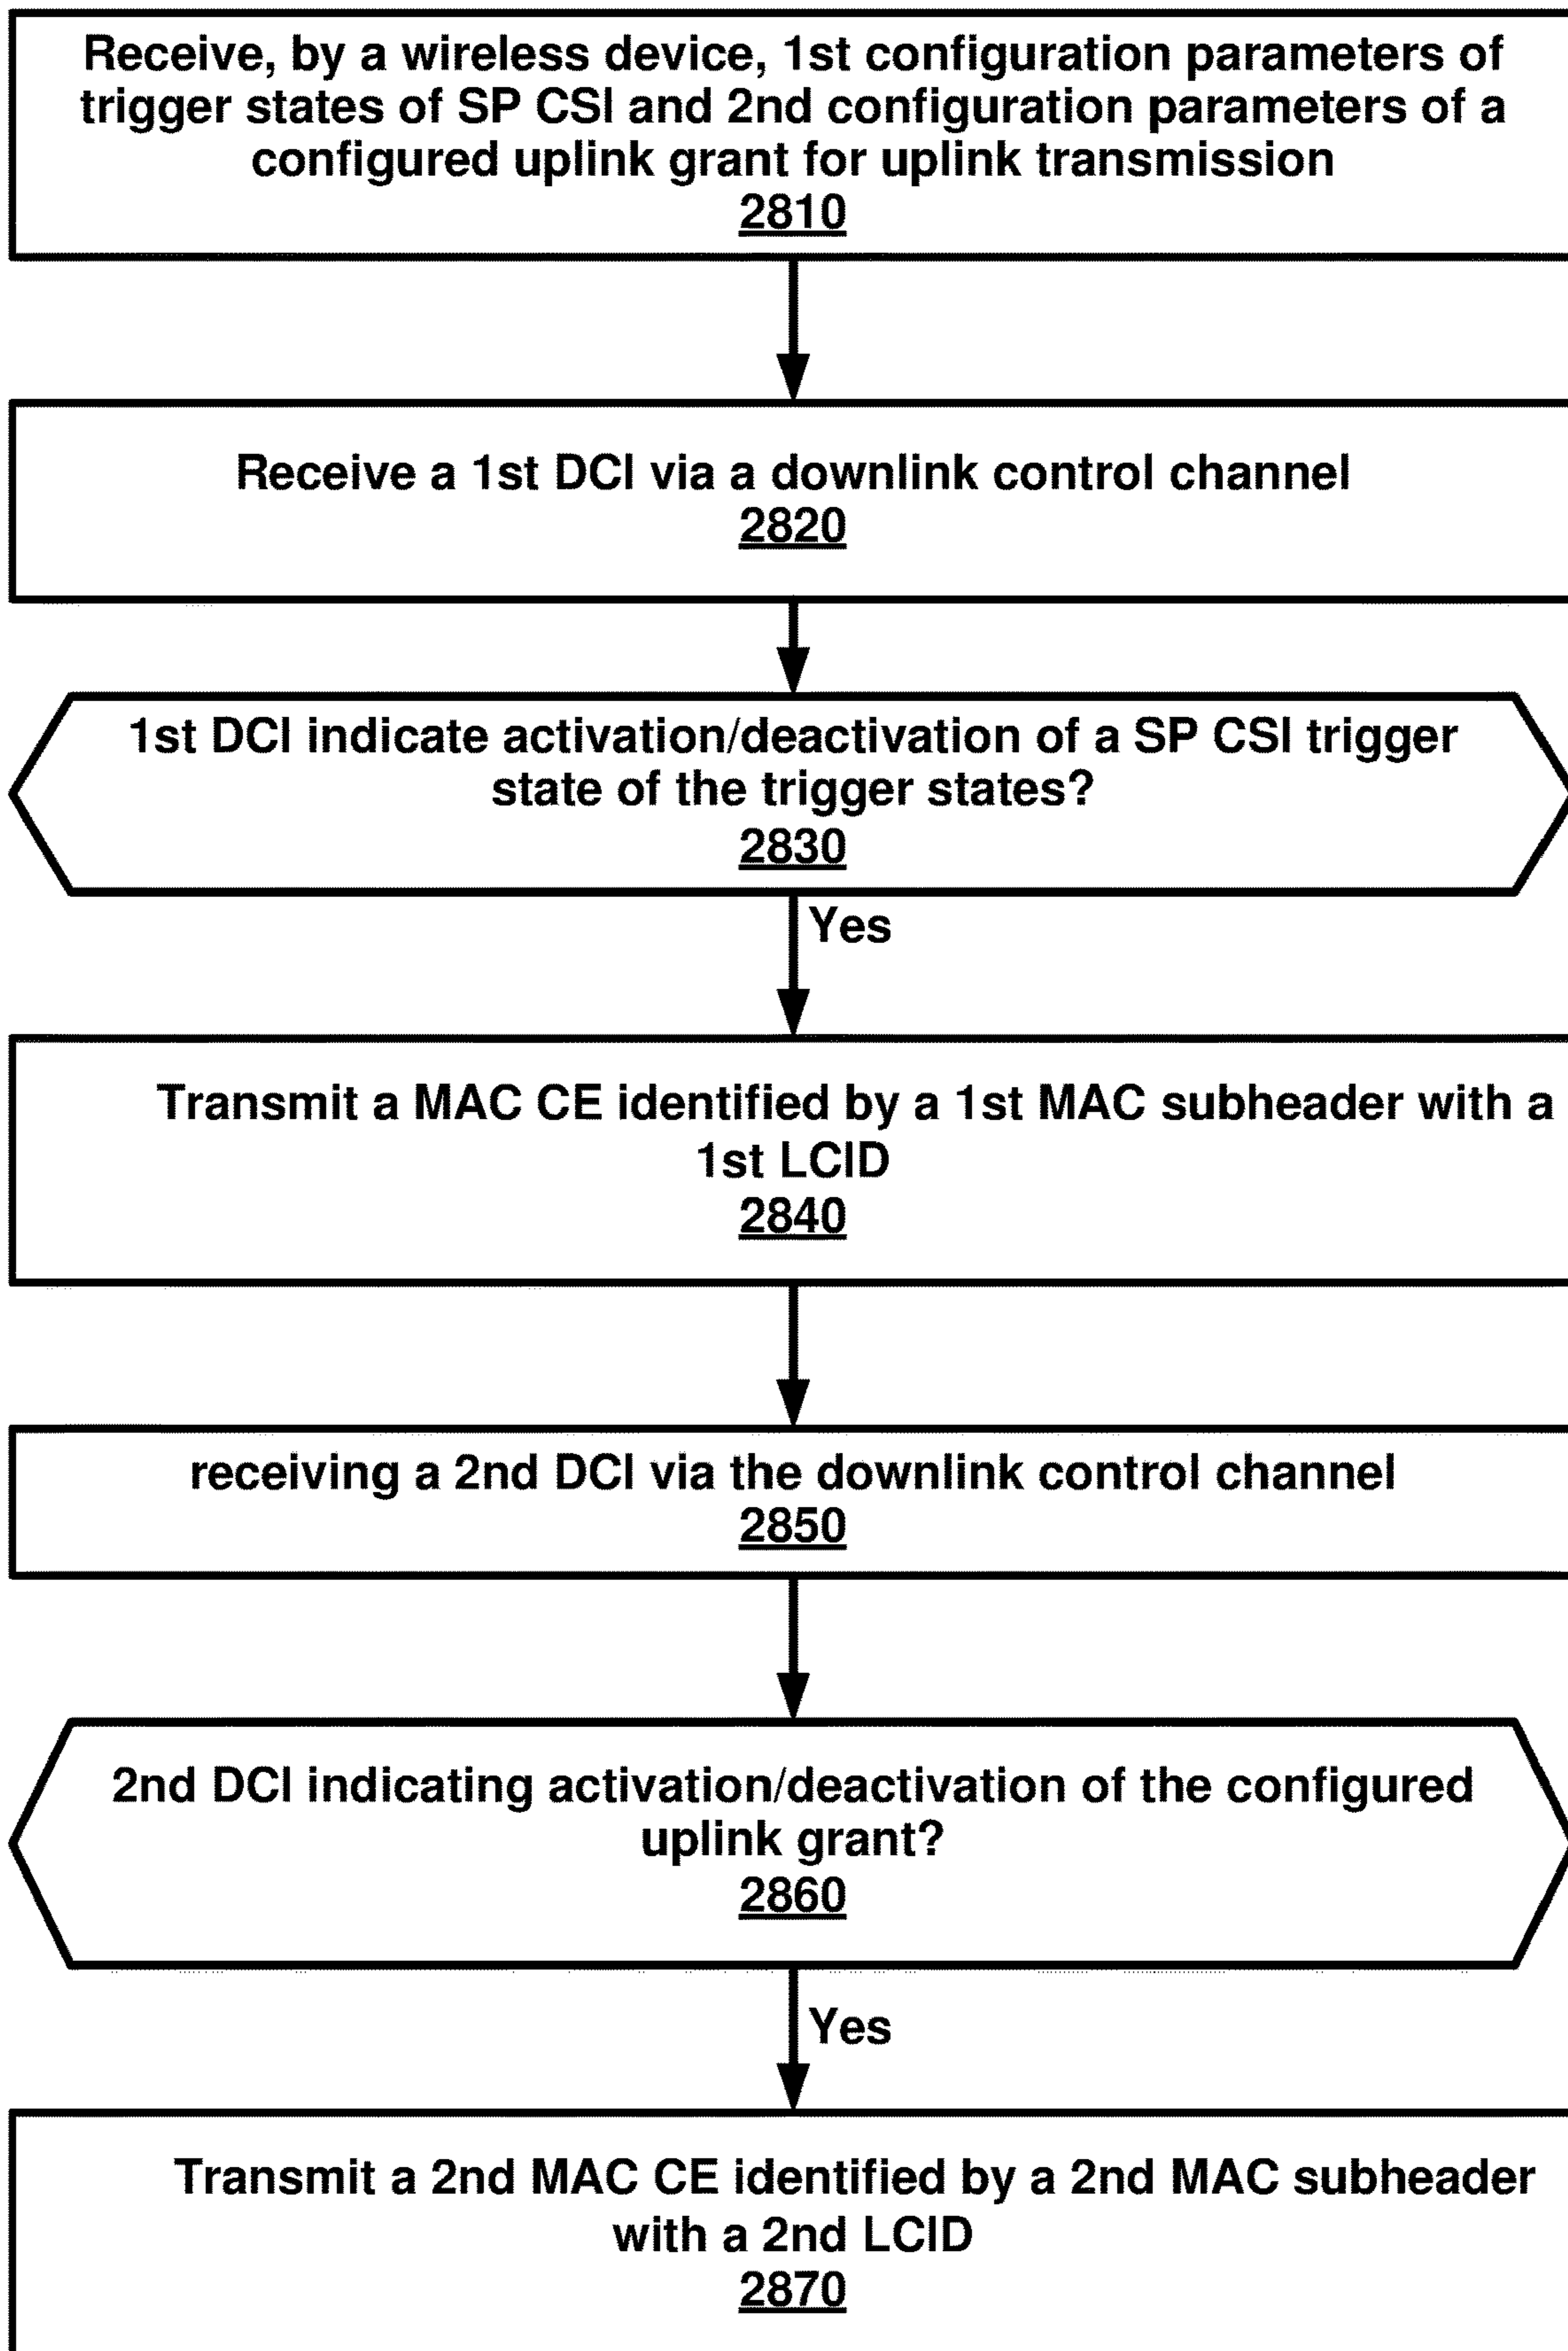 Receive, by a wireless device, 1st configuration parameters of
trigger states of SP CSI and 2nd configuration parameters of a
configured uplink grant for uplink transmission
2810
Receive a 1st DCI via a downlink control channel
2820
1st DCI indicate activation/deactivation of a SP CSI trigger
state of the trigger states?
2830
Yes
Transmit a MAC CE identified by a 1st MAC subheader with a
1st LCID
2840
receiving a 2nd DCI via the downlink control channel
2850
2nd DCI indicating activation/deactivation of the configured
uplink grant?
2860
Yes
Transmit a 2nd MAC CE identified by a 2nd MAC subheader
with a 2nd LCID
2870